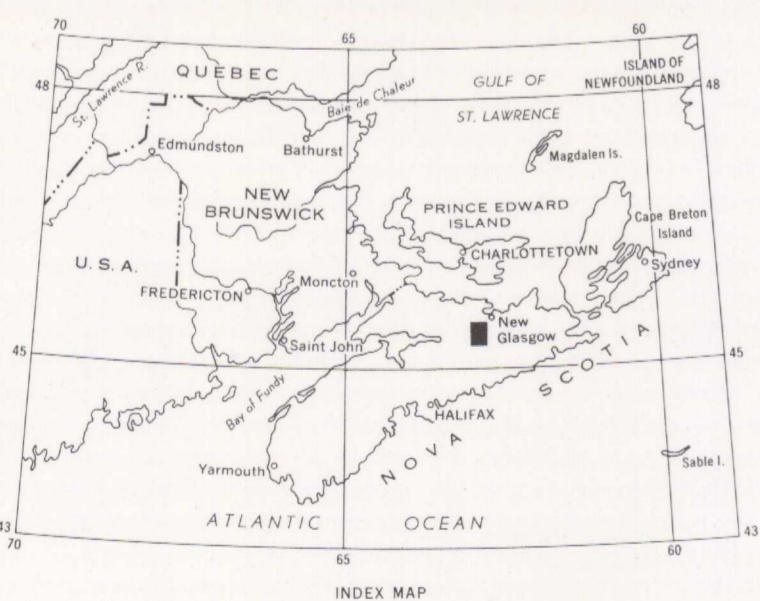 70
65
60
QUEBEC
GULF OF
ISLAND OF
NEWFOUNDLAND
48
48
St. Lawrence R.
Baie de Chaleur
ST. LAWRENCE
Edmundston
Bathurst
Magdalen Is.
NEW
BRUNSWICK
PRINCE EDWARD
ISLAND
Cape Breton
Island
U.S.A.
CHARLOTTETOWN
Sydney
Moncton
FREDERICTON
New
Glasgow
Saint John
45
45
Bay of Fundy
NOVA SCOTIA
HALIFAX
Yarmouth
Sable I.
ATLANTIC OCEAN
43
43
70
65
60
INDEX MAP